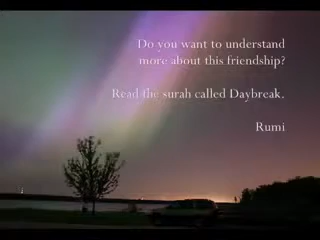 Do you want to understand
more about this friendship?
Read the surah called Daybreak.
Rumi